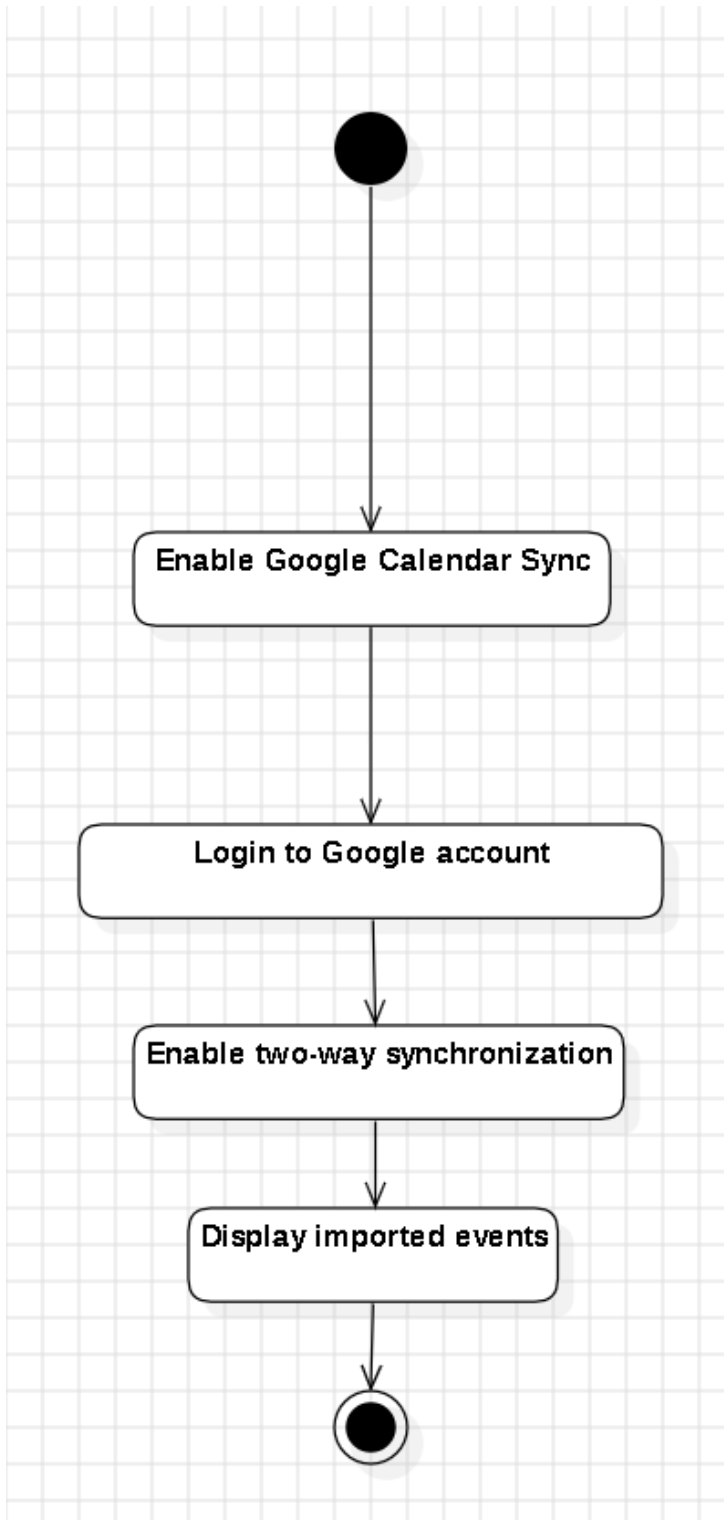 Enable Google Calendar Sync
Login to Google account
Enable two-way synchronization
Display imported events